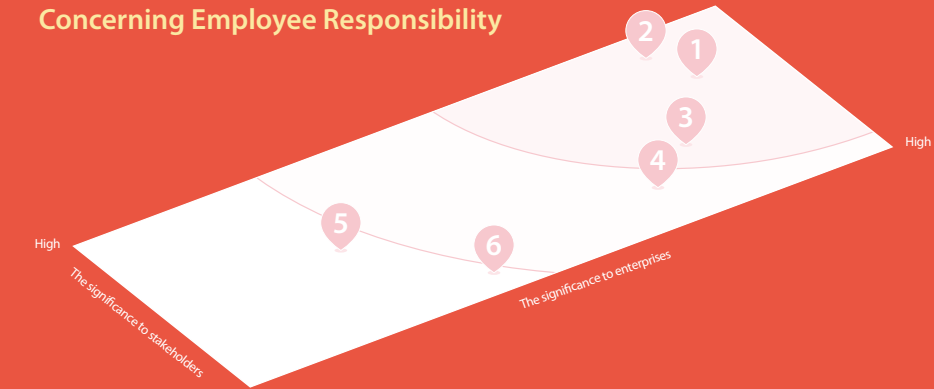 Concerning Employee Responsibility
2
1
3
4
5
6
High
High
The significance to stakeholders
The significance to enterprises